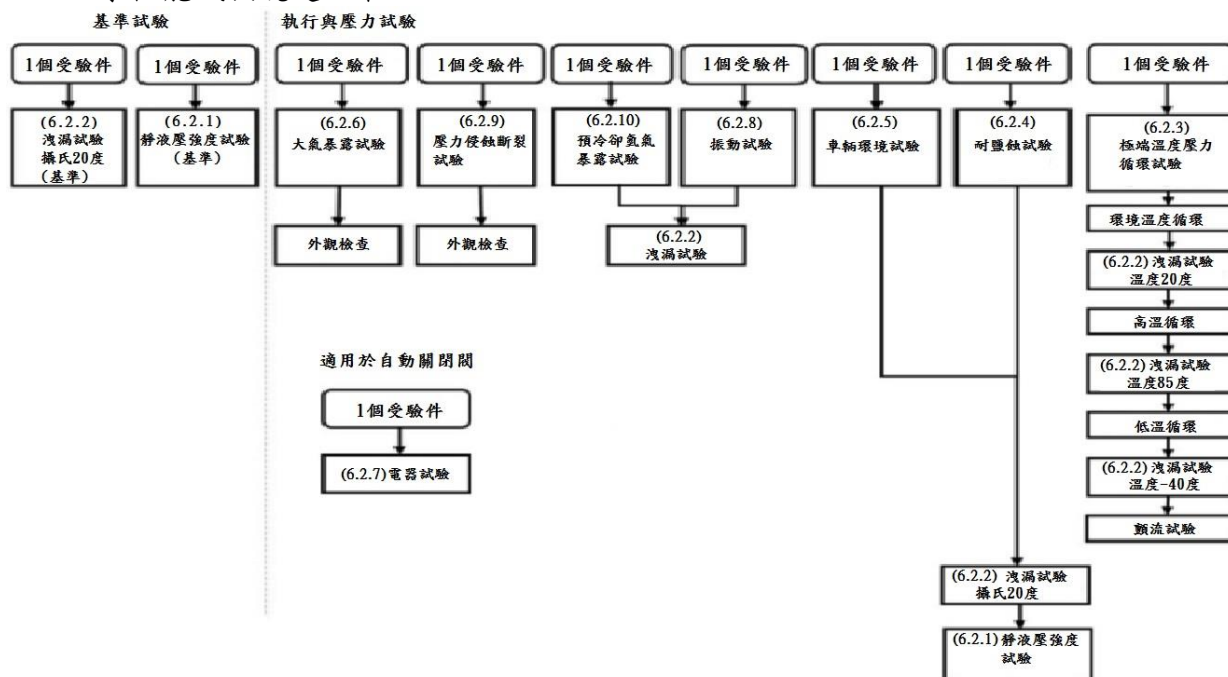 基準試驗
執行與壓力試驗
1個受驗件
1個受驗件
1個受驗件
1個受驗件
1個受驗件
1個受驗件
1個受驗件
1個受驗件
1個受驗件
(6.2.2)
洩漏試驗
攝氏20度
(基準)
(6.2.1)
靜液壓強度試驗
(基準)
(6.2.6)
大氣暴露試驗
(6.2.9)
壓力侵蝕斷裂
試驗
(6.2.10)
預冷卻氫氣
暴露試驗
(6.2.8)
振動試驗
(6.2.5)
車輛環境試驗
(6.2.4)
耐鹽蝕試驗
(6.2.3)
極端溫度壓力
循環試驗
外觀檢查
外觀檢查
(6.2.2)
洩漏試驗
環境溫度循環
(6.2.2) 洩漏試驗
溫度20度
高溫循環
(6.2.2) 洩漏試驗
溫度85度
低溫循環
(6.2.2) 洩漏試驗
溫度-40度
顫流試驗
適用於自動關閉閥
1個受驗件
(6.2.7)電器試驗
(6.2.2) 洩漏試驗
攝氏20度
(6.2.1)靜液壓強度
試驗